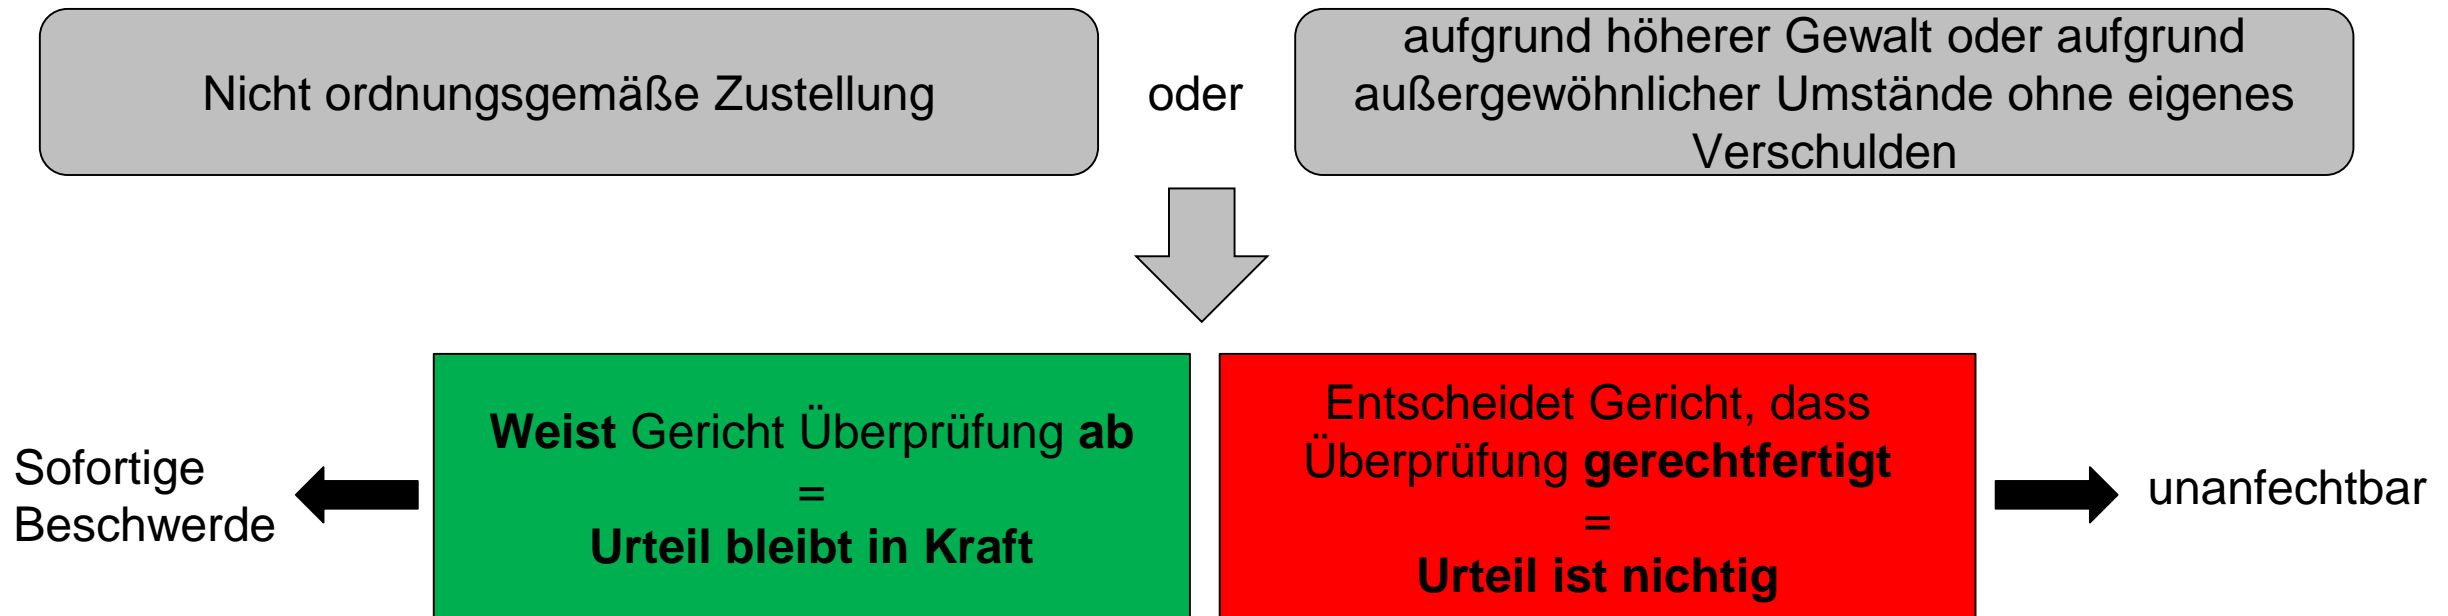 Nicht ordnungsgemäße Zustellung
oder
aufgrund höherer Gewalt oder aufgrund
außergewöhnlicher Umstände ohne eigenes
Verschulden
Sofortige
Beschwerde
Weist Gericht Überprüfung ab
=
Urteil bleibt in Kraft
Entscheidet Gericht, dass
Überprüfung gerechtfertigt
=
Urteil ist nichtig
unanfechtbar